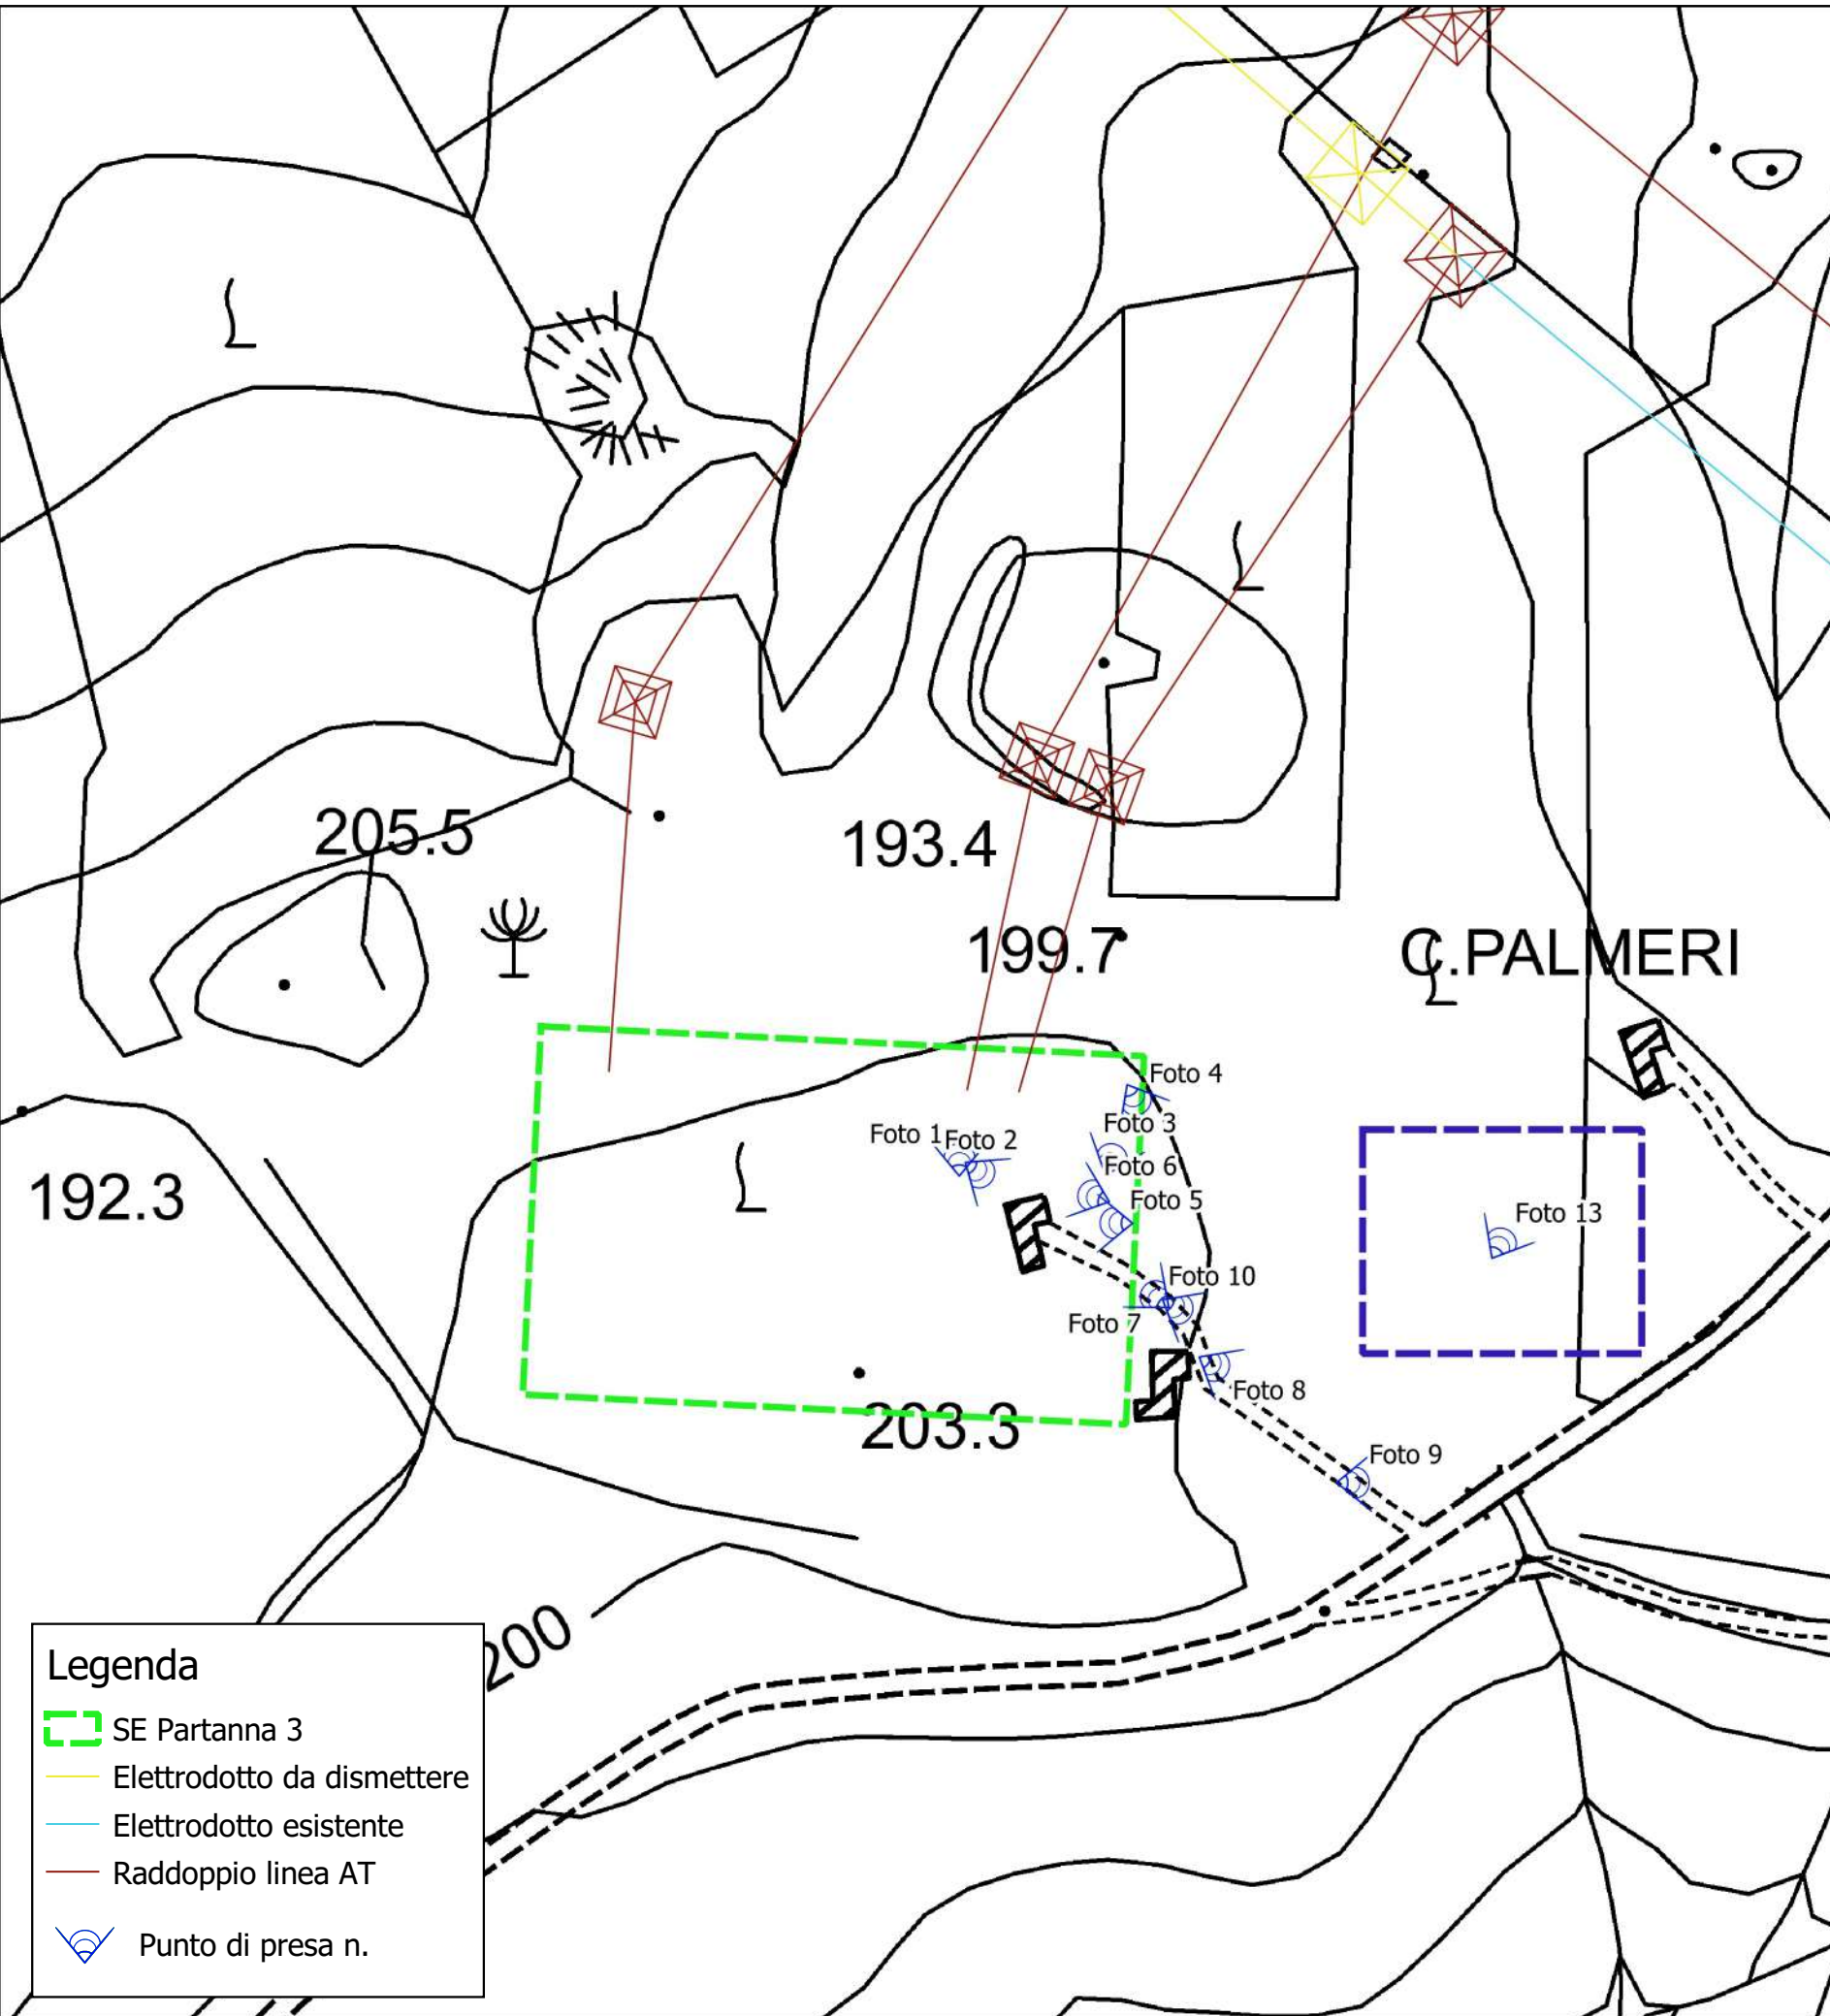 205.5
193.4
199.7
C.PALMERI
Foto 4
Foto 3
Foto 1
Foto 2
Foto 6
192.3
Foto 5
Foto 13
Foto 10
Foto 7
Foto 8
203.3
Foto 9
200
Legenda
SE Partanna 3
Elettrodotto da dismettere
Elettrodotto esistente
Raddoppio linea AT
Punto di presa n.